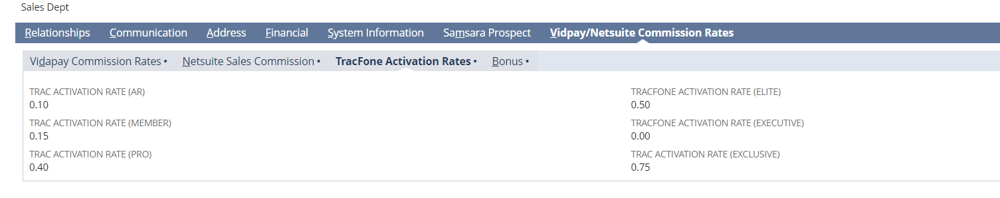 Sales Dept
Relationships Communication Address Financial System Information Samsara Prospect Vidpay/Netsuite Commission Rates
Vidapay Commission Rates • Netsuite Sales Commission • TracFone Activation Rates • Bonus •
TRAC ACTIVATION RATE (AR)
0.10
TRAC ACTIVATION RATE (MEMBER)
0.15
TRAC ACTIVATION RATE (PRO)
0.40
TRACFONE ACTIVATION RATE (ELITE)
0.50
TRACFONE ACTIVATION RATE (EXECUTIVE)
0.00
TRAC ACTIVATION RATE (EXCLUSIVE)
0.75